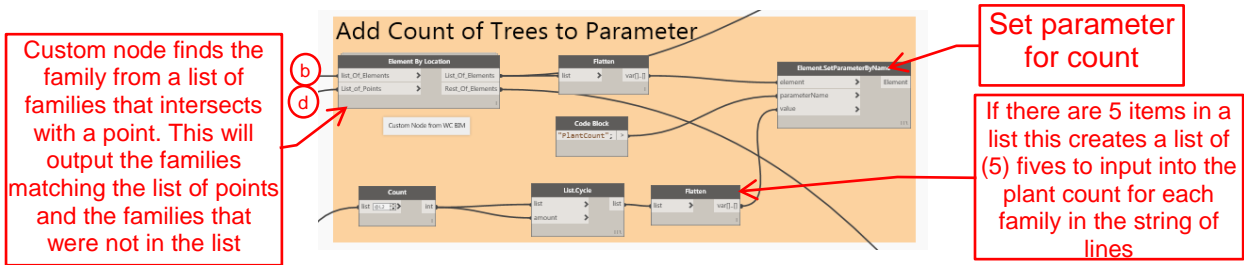 Add Count of Trees to Parameter
Custom node finds the
family from a list of
families that intersects
with a point. This will
output the families
matching the list of points
and the families that
were not in the list
b
d
Element By Location
list_Of_Elements > List_Of_Elements
List_of_Points > Rest_Of_Elements
Custom Node from WC BIM
Flatten
list > var[]..[]
Code Block
"PlantCount"; >
Element.SetParameterByName
element > Element
parameterName >
value >
Count
list @L1 > int
List.Cycle
list > list
amount >
Flatten
list > var[]..[]
Set parameter
for count
If there are 5 items in a
list this creates a list of
(5) fives to input into the
plant count for each
family in the string of
lines